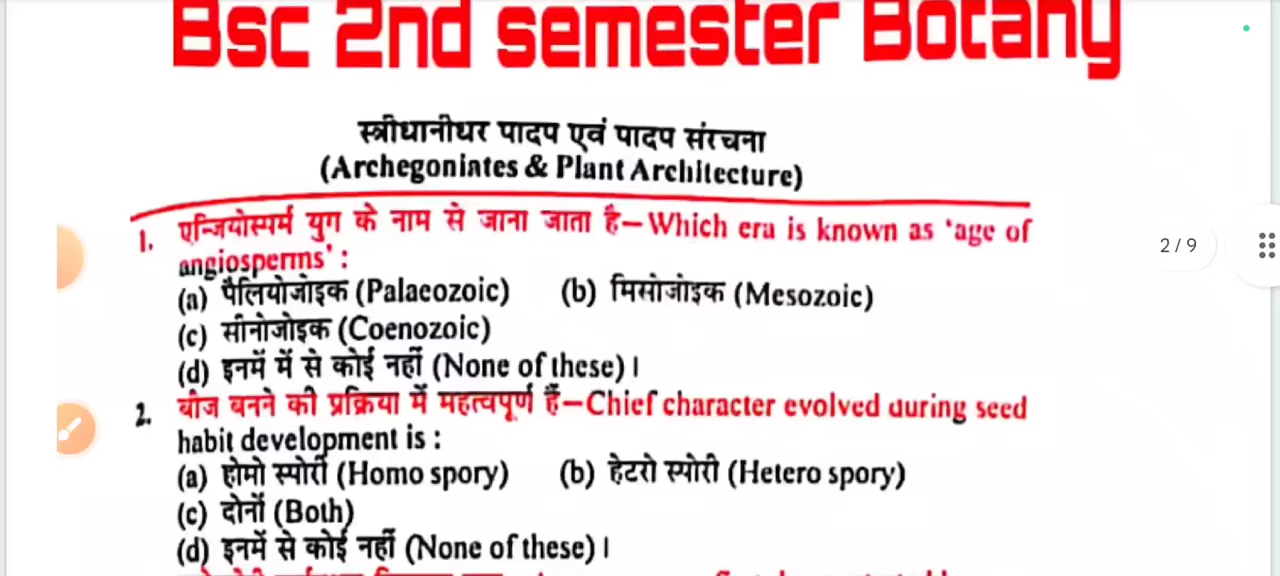 Bsc 2nd semester Botany
स्त्रीधानीधर पादप एवं पादप संरचना
(Archegoniates & Plant Architecture)
1. एन्जियोस्पर्म युग के नाम से जाना जाता है–Which era is known as ‘age of
angiosperms’ :
2 / 9
(a) पैलियोजोइक (Palaeozoic) (b) मिसोजोइक (Mesozoic)
(c) सीनोजोइक (Coenozoic)
(d) इनमें में से कोई नहीं (None of these)।
2. बीज बनने की प्रक्रिया में महत्वपूर्ण हैं–Chief character evolved during seed
habit development is :
(a) होमो स्पोरी (Homo spory) (b) हेटरो स्पोरी (Hetero spory)
(c) दोनों (Both)
(d) इनमें से कोई नहीं (None of these)।